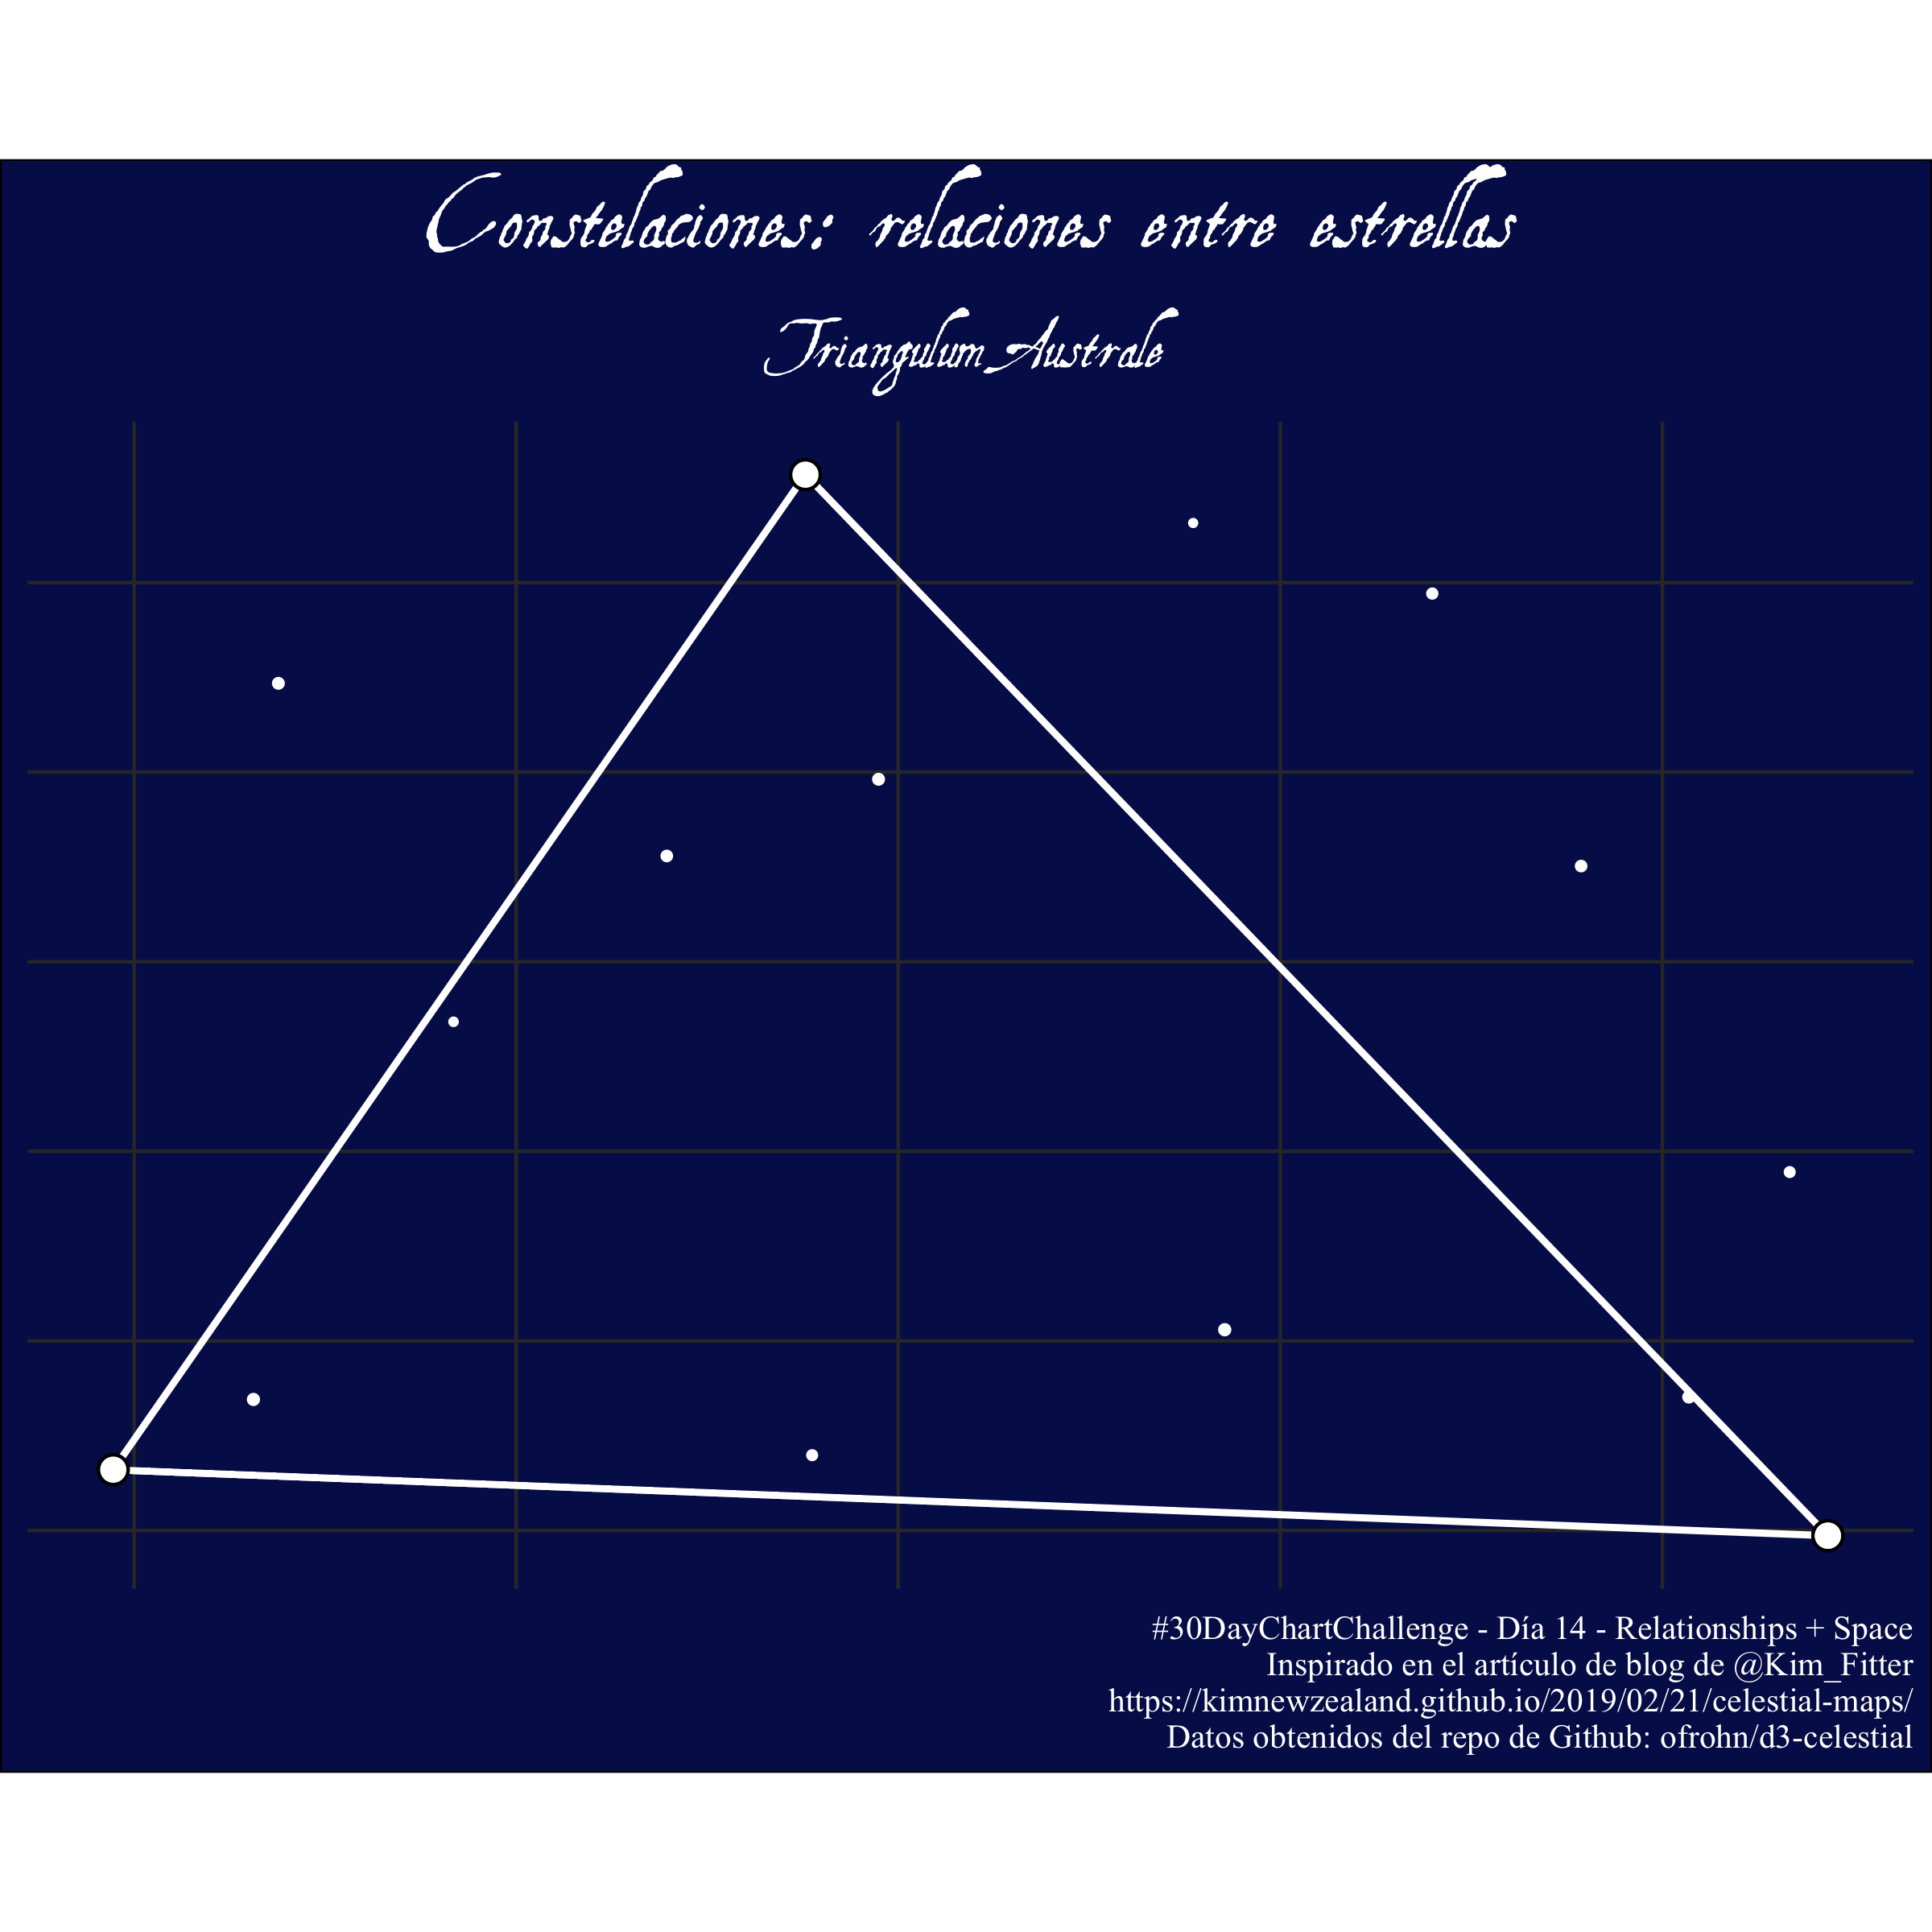 Constelaciones: relaciones entre estrellas
Triangulum Australe
#30DayChartChallenge - Día 14 - Relationships + Space
Inspirado en el artículo de blog de @Kim_Fitter
https://kimnewzealand.github.io/2019/02/21/celestial-maps/
Datos obtenidos del repo de Github: ofrohn/d3-celestial